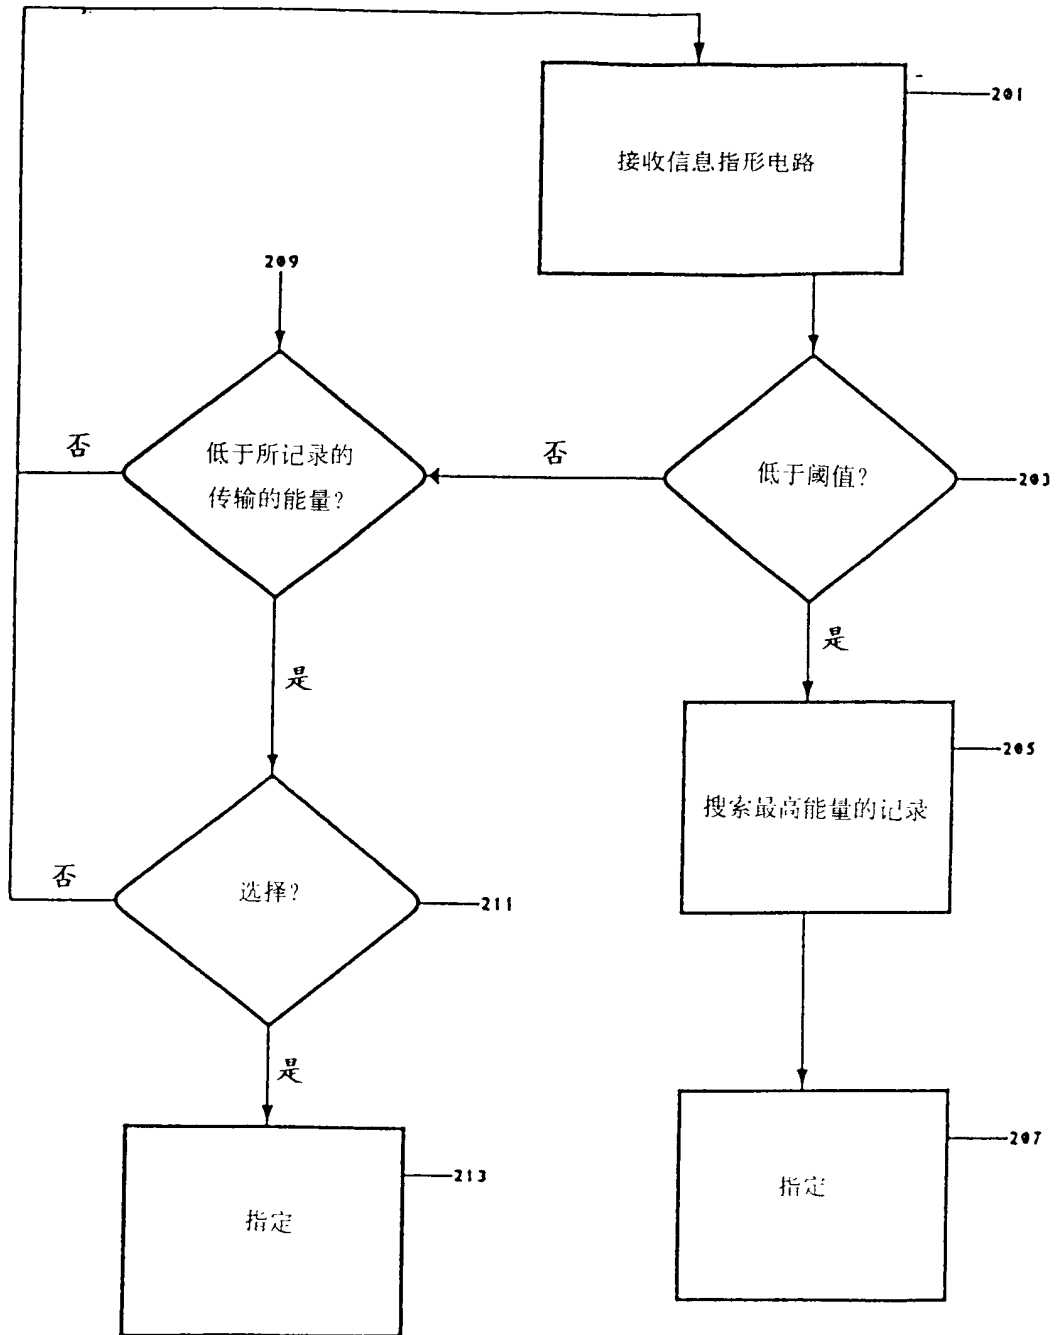 201
接收信息指形电路
209
低于所记录的
传输的能量?
否
否
低于阈值?
203
是
是
205
搜索最高能量的记录
否
选择?
211
是
207
指定
213
指定